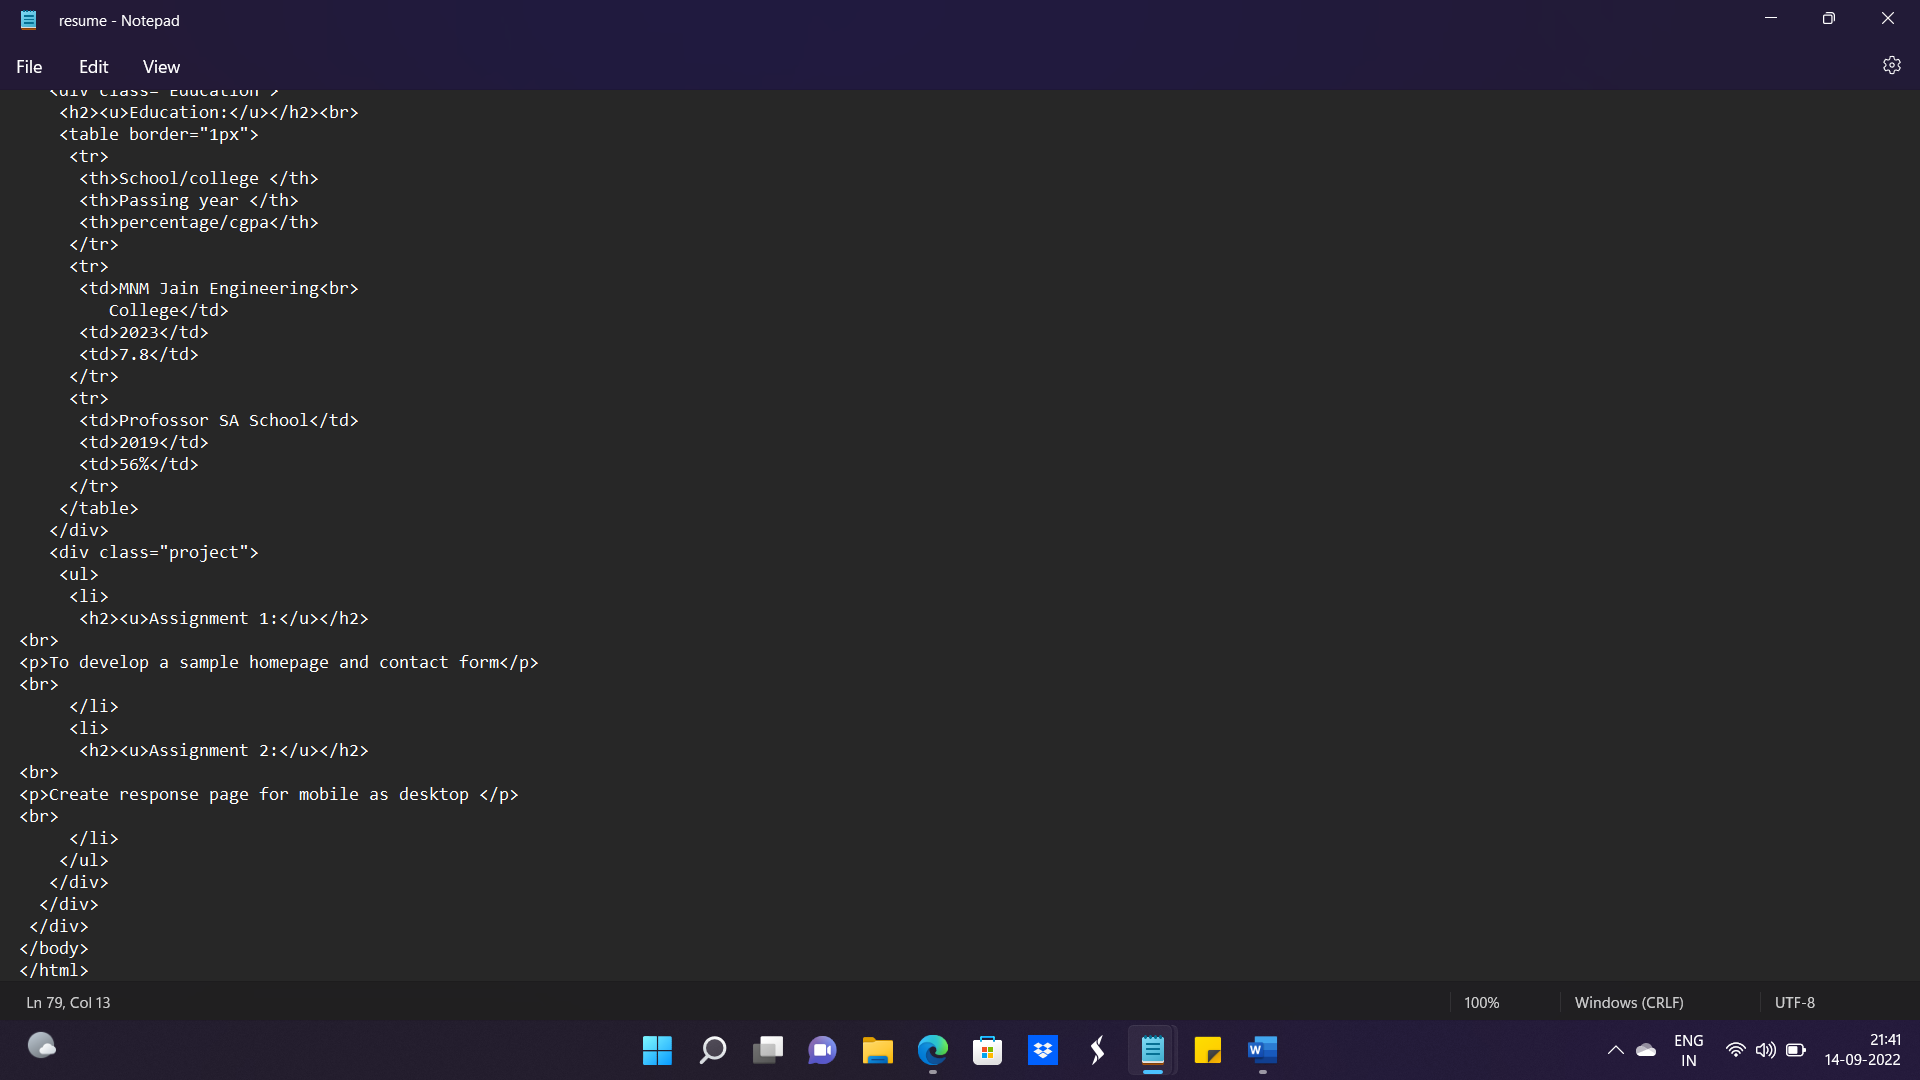 resume - Notepad
File Edit View
<div class="Education">
<h2><u>Education:</u></h2><br>
<table border="1px">
<tr>
<th>School/college </th>
<th>Passing year </th>
<th>percentage/cgpa</th>
</tr>
<tr>
<td>MNM Jain Engineering<br>
College</td>
<td>2023</td>
<td>7.8</td>
</tr>
<tr>
<td>Profossor SA School</td>
<td>2019</td>
<td>56%</td>
</tr>
</table>
</div>
<div class="project">
<ul>
<li>
<h2><u>Assignment 1:</u></h2>
<br>
<p>To develop a sample homepage and contact form</p>
<br>
</li>
<li>
<h2><u>Assignment 2:</u></h2>
<br>
<p>Create response page for mobile as desktop </p>
<br>
</li>
</ul>
</div>
</div>
</div>
</body>
</html>
Ln 79, Col 13 100% Windows (CRLF) UTF-8
W
ENG
IN
21:41
14-09-2022